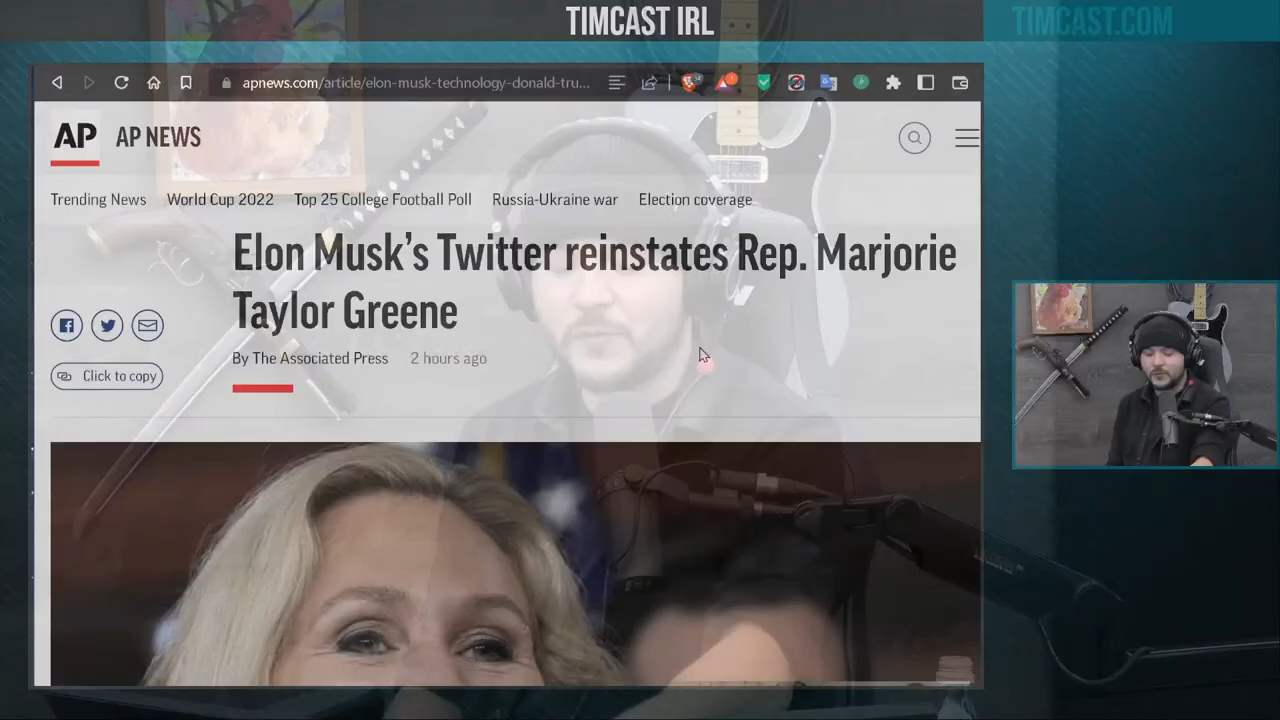 TIMCAST IRL
TIMCAST.COM
apnews.com/article/elon-musk-technology-donald-tru...
AP AP NEWS
Trending News World Cup 2022 Top 25 College Football Poll Russia-Ukraine war Election coverage
Elon Musk's Twitter reinstates Rep. Marjorie
Taylor Greene
By The Associated Press 2 hours ago
Click to copy